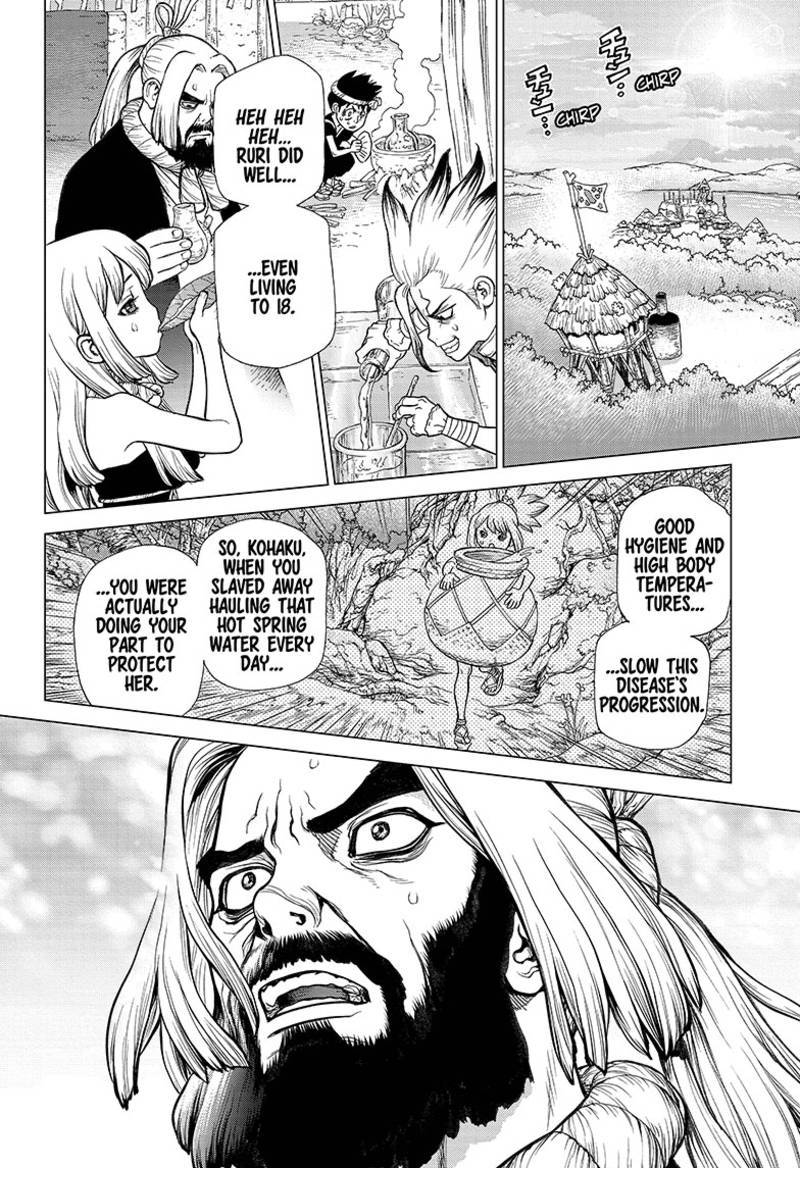 チュン…
CHIRP
チュン…
CHIRP
HEH HEH
HEH...
RURI DID
WELL...
...EVEN
LIVING
TO 18.
GOOD
HYGIENE AND
HIGH BODY
TEMPERA-
TURES...
...SLOW THIS
DISEASE'S
PROGRESSION.
SO, KOHAKU,
WHEN YOU
SLAVED AWAY
HAULING THAT
HOT SPRING
WATER EVERY
DAY...
...YOU WERE
ACTUALLY
DOING YOUR
PART TO
PROTECT
HER.